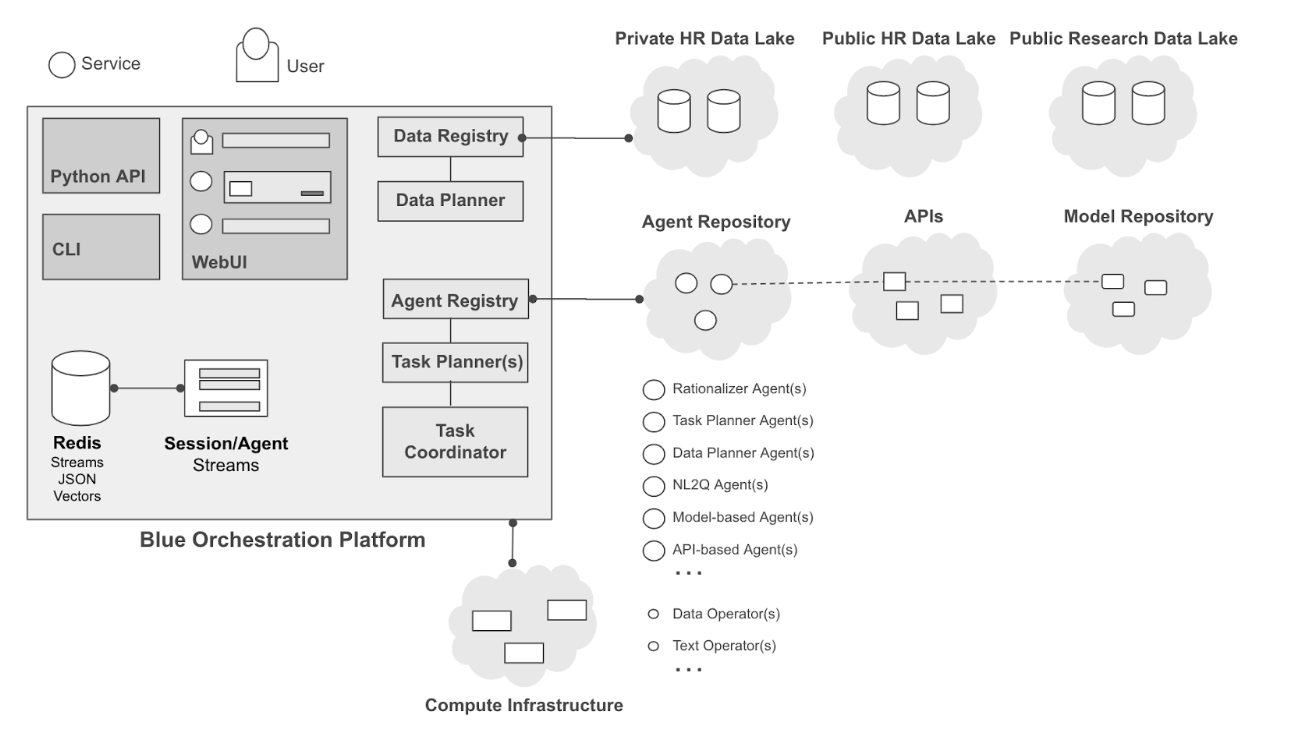 Service
User
Private HR Data Lake
Public HR Data Lake
Public Research Data Lake
Python API
CLI
WebUI
Data Registry
Data Planner
Agent Registry
Task Planner(s)
Task
Coordinator
Redis
Streams
JSON
Vectors
Session/Agent
Streams
Blue Orchestration Platform
Agent Repository
APIs
Model Repository
Rationalizer Agent(s)
Task Planner Agent(s)
Data Planner Agent(s)
NL2Q Agent(s)
Model-based Agent(s)
API-based Agent(s)
...
Data Operator(s)
Text Operator(s)
...
Compute Infrastructure